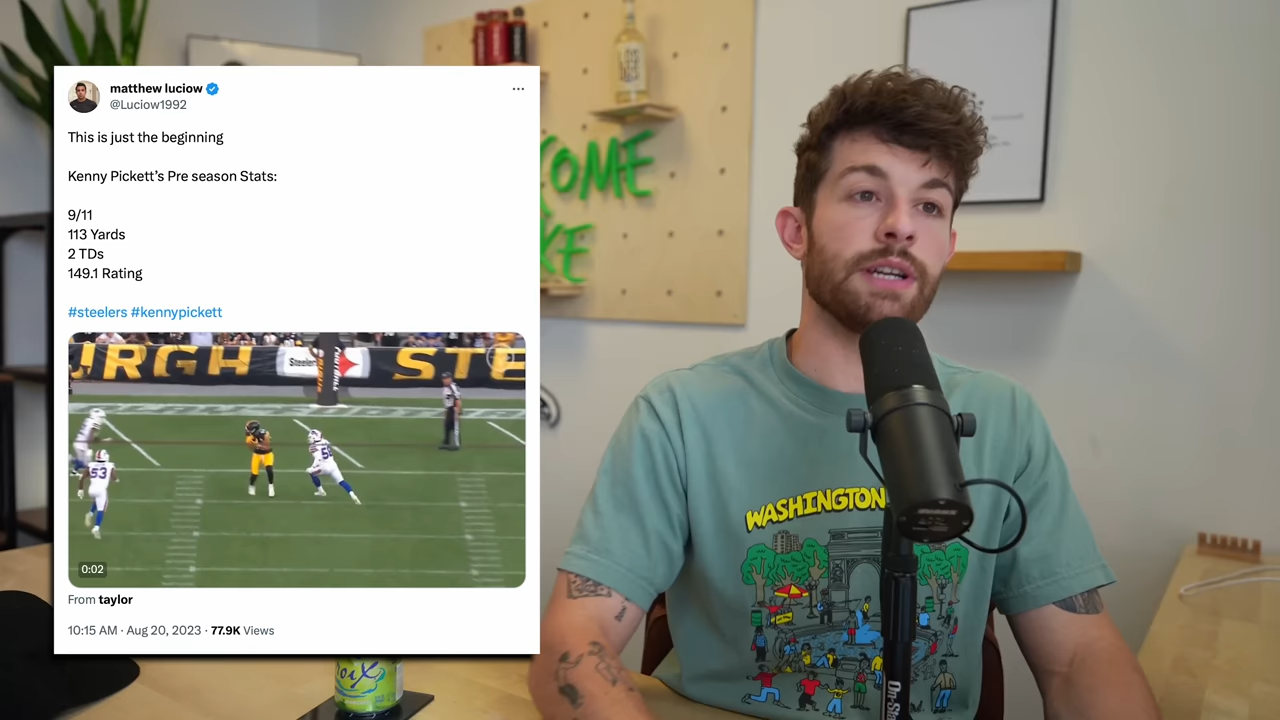 matthew luciow
@Luciow1992
This is just the beginning
Kenny Pickett’s Pre season Stats:
9/11
113 Yards
2 TDs
149.1 Rating
#steelers #kennypickett
URGH
Steelers
STE
53
0:02
From taylor
10:15 AM · Aug 20, 2023 · 77.9K Views
OME
KE
WASHINGTON